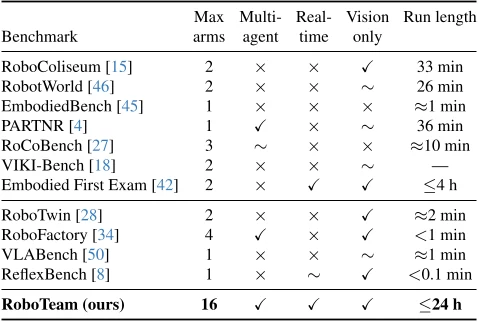 Max Multi- Real- Vision Run length
Benchmark arms agent time only
RoboColiseum [15] 2 × × ✓ 33 min
RobotWorld [46] 2 × × ∼ 26 min
EmbodiedBench [45] 1 × × × ≈1 min
PARTNR [4] 1 ✓ × ∼ 36 min
RoCoBench [27] 3 ∼ × × ≈10 min
VIKI-Bench [18] 2 × × ∼ —
Embodied First Exam [42] 2 × ✓ ✓ ≤4 h
RoboTwin [28] 2 × × ✓ ≈2 min
RoboFactory [34] 4 ✓ × ✓ <1 min
VLABench [50] 1 × × ∼ ≈1 min
ReflexBench [8] 1 × ∼ ✓ <0.1 min
RoboTeam (ours) 16 ✓ ✓ ✓ ≤24 h